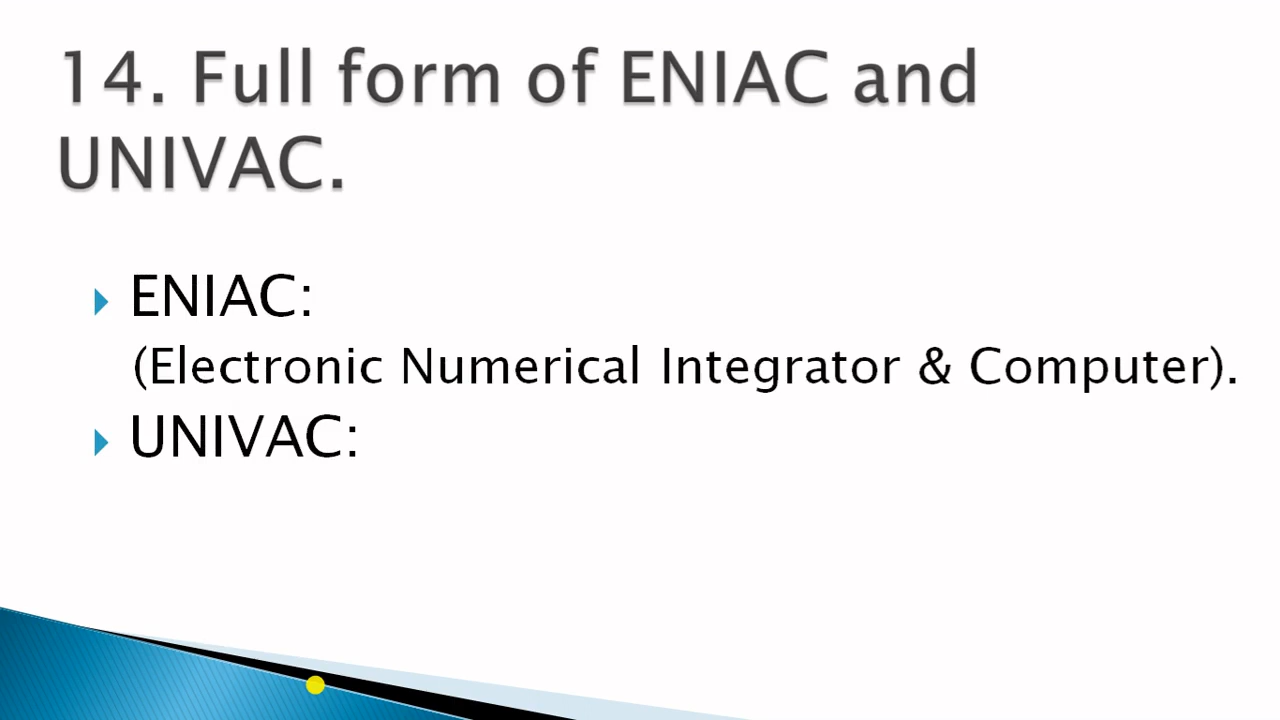 14. Full form of ENIAC and
UNIVAC.
ENIAC:
(Electronic Numerical Integrator & Computer).
UNIVAC: